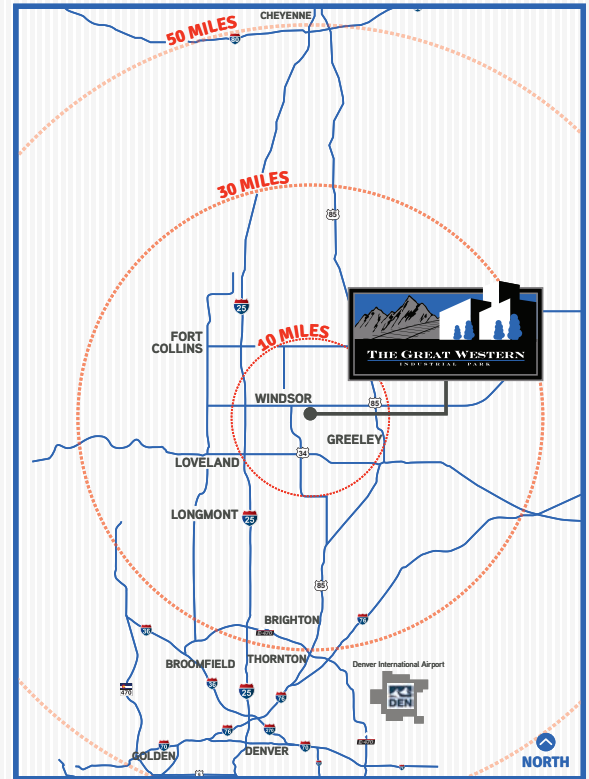 CHEYENNE
50 MILES
80
30 MILES
85
25
FORT
COLLINS
10 MILES
THE GREAT WESTERN
INDUSTRIAL PARK
WINDSOR
85
GREELEY
34
LOVELAND
LONGMONT
25
85
BRIGHTON
76
36
E-470
BROOMFIELD
THORNTON
Denver International Airport
36
25
76
470
DEN
76
270
70
70
E-470
GOLDEN
DENVER
NORTH